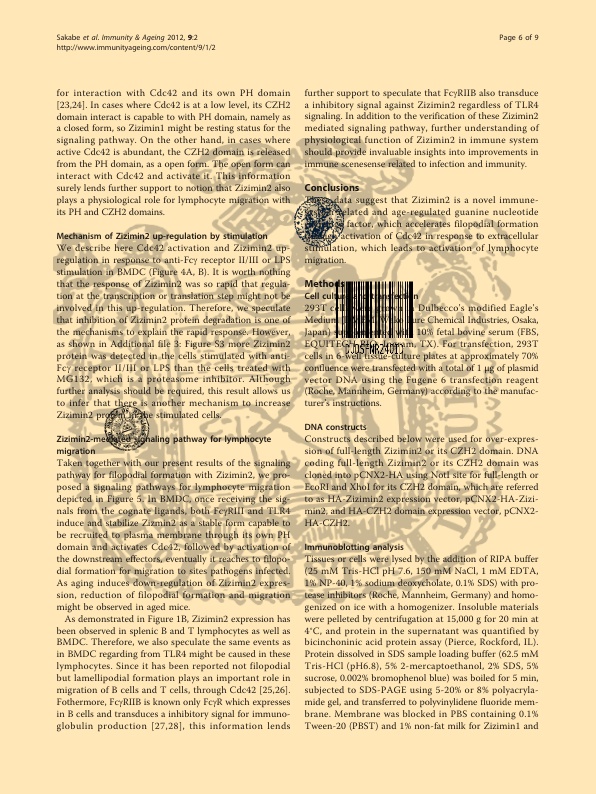 Sakabe et al. Immunity & Ageing 2012, 9:2
http://www.immunityageing.com/content/9/1/2
Page 6 of 9
for interaction with Cdc42 and its own PH domain
[23,24]. In cases where Cdc42 is at a low level, its CZH2
domain interact is capable to with PH domain, namely as
a closed form, so Zizimin1 might be resting status for the
signaling pathway. On the other hand, in cases where
active Cdc42 is abundant, the CZH2 domain is released
from the PH domain, as a open form. The open form can
interact with Cdc42 and activate it. This information
surely lends further support to notion that Zizimin2 also
plays a physiological role for lymphocyte migration with
its PH and CZH2 domains.
Mechanism of Zizimin2 up-regulation by stimulation
We describe here Cdc42 activation and Zizimin2 up-
regulation in response to anti-Fcγ receptor II/III or LPS
stimulation in BMDC (Figure 4A, B). It is worth nothing
that the response of Zizimin2 was so rapid that regula-
tion at the transcription or translation step might not be
involved in this up-regulation. Therefore, we speculate
that inhibition of Zizimin2 protein degradation is one of
the mechanisms to explain the rapid response. However,
as shown in Additional file 3: Figure S3 more Zizimin2
protein was detected in the cells stimulated with anti-
Fcγ receptor II/III or LPS than the cells treated with
MG132, which is a proteasome inhibitor. Although
further analysis should be required, this result allows us
to infer that there is another mechanism to increase
Zizimin2 protein in the stimulated cells.
Zizimin2-mediated signaling pathway for lymphocyte
migration
Taken together with our present results of the signaling
pathway for filopodial formation with Zizimin2, we pro-
posed a signaling pathways for lymphocyte migration
depicted in Figure 5. In BMDC, once receiving the sig-
nals from the cognate ligands, both FcγRIII and TLR4
induce and stabilize Zizmin2 as a stable form capable to
be recruited to plasma membrane through its own PH
domain and activates Cdc42, followed by activation of
the downstream effectors, eventually it reaches to filopo-
dial formation for migration to sites pathogens infected.
As aging induces down-regulation of Zizimin2 expres-
sion, reduction of filopodial formation and migration
might be observed in aged mice.
As demonstrated in Figure 1B, Zizimin2 expression has
been observed in splenic B and T lymphocytes as well as
BMDC. Therefore, we also speculate the same events as
in BMDC regarding from TLR4 might be caused in these
lymphocytes. Since it has been reported not filopodial
but lamellipodial formation plays an important role in
migration of B cells and T cells, through Cdc42 [25,26].
Fothermore, FcγRIIB is known only FcγR which expresses
in B cells and transduces a inhibitory signal for immuno-
globulin production [27,28], this information lends
further support to speculate that FcγRIIB also transduce
a inhibitory signal against Zizimin2 regardless of TLR4
signaling. In addition to the verification of these Zizimin2
mediated signaling pathway, further understanding of
physiological function of Zizimin2 in immune system
should provide invaluable insights into improvements in
immune scenesense related to infection and immunity.
Conclusions
These data suggest that Zizimin2 is a novel immune-
related and age-regulated guanine nucleotide
factor, which accelerates filopodial formation
activation of Cdc42 in response to extracellular
stimulation, which leads to activation of lymphocyte
migration.
Methods
Cell culture
293T cell Dulbecco's modified Eagle's
Medium Pure Chemical Industries, Osaka,
Japan) 10% fetal bovine serum (FBS,
EQUITECH TX). For transfection, 293T
cells in 6-well tissue-culture plates at approximately 70%
confluence were transfected with a total of 1 μg of plasmid
vector DNA using the Fugene 6 transfection reagent
(Roche, Mannheim, Germany) according to the manufac-
turer's instructions.
DNA constructs
Constructs described below were used for over-expres-
sion of full-length Zizimin2 or its CZH2 domain. DNA
coding full-length Zizimin2 or its CZH2 domain was
cloned into pCNX2-HA using NotI site for full-length or
EcoRI and XhoI for its CZH2 domain, which are referred
to as HA-Zizimin2 expression vector, pCNX2-HA-Zizi-
min2, and HA-CZH2 domain expression vector, pCNX2-
HA-CZH2.
Immunoblotting analysis
Tissues or cells were lysed by the addition of RIPA buffer
(25 mM Tris-HCl pH 7.6, 150 mM NaCl, 1 mM EDTA,
1% NP-40, 1% sodium deoxycholate, 0.1% SDS) with pro-
tease inhibitors (Roche, Mannheim, Germany) and homo-
genized on ice with a homogenizer. Insoluble materials
were pelleted by centrifugation at 15,000 g for 20 min at
4°C, and protein in the supernatant was quantified by
bicinchoninic acid protein assay (Pierce, Rockford, IL).
Protein dissolved in SDS sample loading buffer (62.5 mM
Tris-HCl (pH6.8), 5% 2-mercaptoethanol, 2% SDS, 5%
sucrose, 0.002% bromophenol blue) was boiled for 5 min,
subjected to SDS-PAGE using 5-20% or 8% polyacryla-
mide gel, and transferred to polyvinylidene fluoride mem-
brane. Membrane was blocked in PBS containing 0.1%
Tween-20 (PBST) and 1% non-fat milk for Zizimin1 and